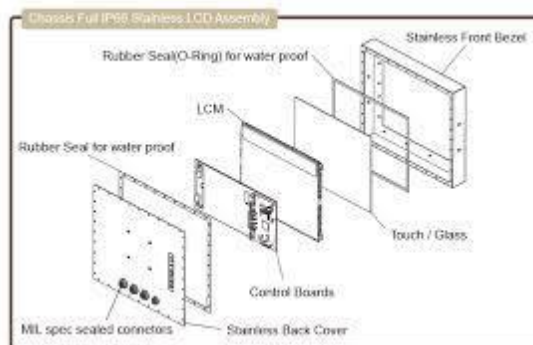 Chassis Full IP66 Stainless LCD Assembly
Stainless Front Bezel
Rubber Seal(O-Ring) for water proof
LCM
Rubber Seal for water proof
Touch / Glass
Control Boards
MIL spec sealed connetors
Stainless Back Cover